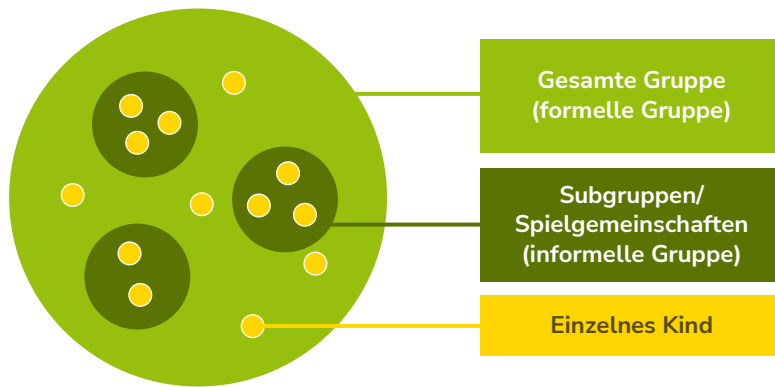 Gesamte Gruppe
(formelle Gruppe)
Subgruppen/
Spielgemeinschaften
(informelle Gruppe)
Einzelnes Kind